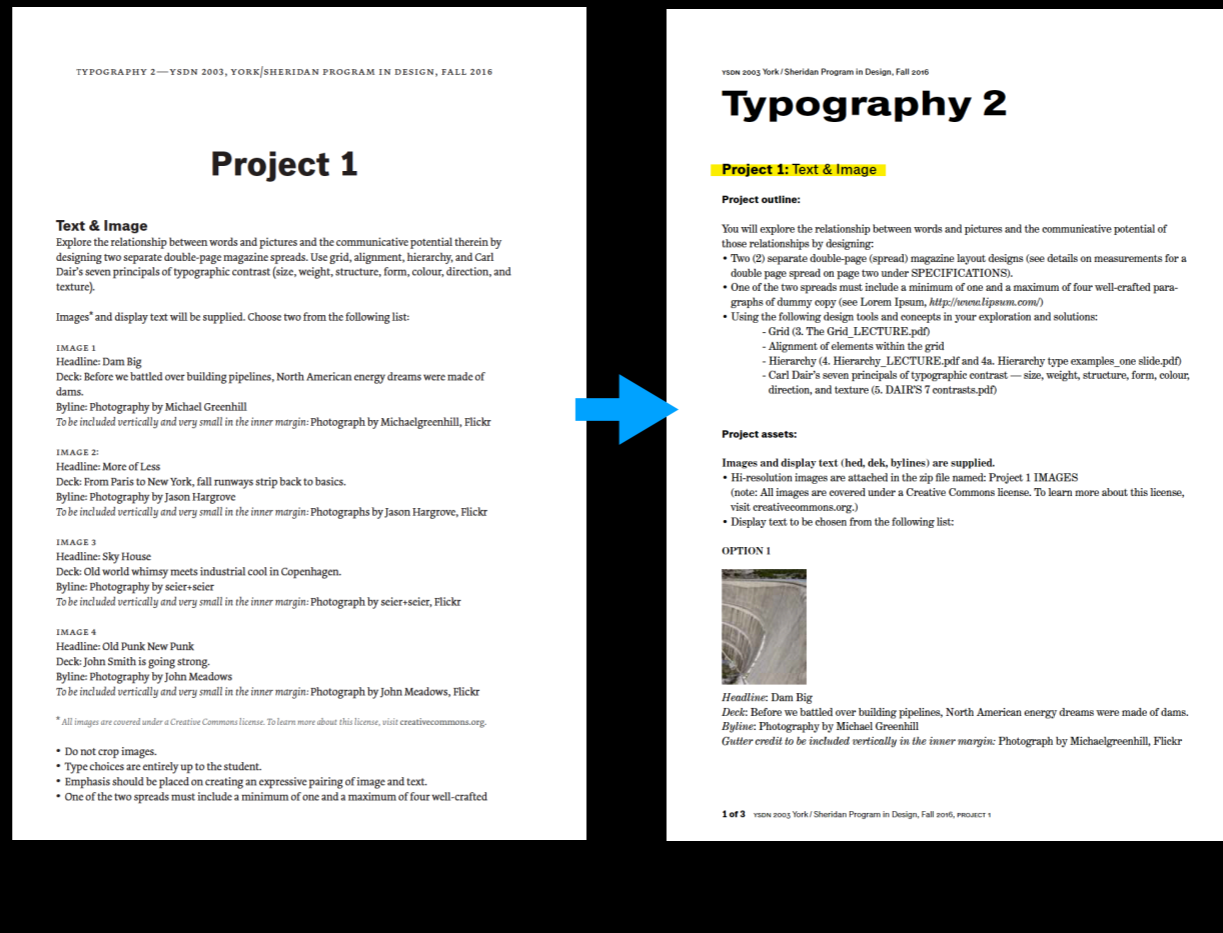 TYPOGRAPHY 2—YSDN 2003, YORK/SHERIDAN PROGRAM IN DESIGN, FALL 2016
Project 1
Text & Image
Explore the relationship between words and pictures and the communicative potential therein by
designing two separate double-page magazine spreads. Use grid, alignment, hierarchy, and Carl
Dair's seven principals of typographic contrast (size, weight, structure, form, colour, direction, and
texture).
Images* and display text will be supplied. Choose two from the following list:
IMAGE 1
Headline: Dam Big
Deck: Before we battled over building pipelines, North American energy dreams were made of
dams.
Byline: Photography by Michael Greenhill
To be included vertically and very small in the inner margin: Photograph by Michaelgreenhill, Flickr
IMAGE 2:
Headline: More of Less
Deck: From Paris to New York, fall runways strip back to basics.
Byline: Photography by Jason Hargrove
To be included vertically and very small in the inner margin: Photographs by Jason Hargrove, Flickr
IMAGE 3
Headline: Sky House
Deck: Old world whimsy meets industrial cool in Copenhagen.
Byline: Photography by seier+seier
To be included vertically and very small in the inner margin: Photograph by seier+seier, Flickr
IMAGE 4
Headline: Old Punk New Punk
Deck: John Smith is going strong.
Byline: Photography by John Meadows
To be included vertically and very small in the inner margin: Photograph by John Meadows, Flickr
* All images are covered under a Creative Commons license. To learn more about this license, visit creativecommons.org.
• Do not crop images.
• Type choices are entirely up to the student.
• Emphasis should be placed on creating an expressive pairing of image and text.
• One of the two spreads must include a minimum of one and a maximum of four well-crafted
YSDN 2003 York / Sheridan Program in Design, Fall 2016
Typography 2
Project 1: Text & Image
Project outline:
You will explore the relationship between words and pictures and the communicative potential of
those relationships by designing:
• Two (2) separate double-page (spread) magazine layout designs (see details on measurements for a
double page spread on page two under SPECIFICATIONS).
• One of the two spreads must include a minimum of one and a maximum of four well-crafted para-
graphs of dummy copy (see Lorem Ipsum, http://www.lipsum.com/)
• Using the following design tools and concepts in your exploration and solutions:
- Grid (3. The Grid_LECTURE.pdf)
- Alignment of elements within the grid
- Hierarchy (4. Hierarchy_LECTURE.pdf and 4a. Hierarchy type examples_one slide.pdf)
- Carl Dair's seven principals of typographic contrast — size, weight, structure, form, colour,
direction, and texture (5. DAIR'S 7 contrasts.pdf)
Project assets:
Images and display text (hed, dek, bylines) are supplied.
• Hi-resolution images are attached in the zip file named: Project 1 IMAGES
(note: All images are covered under a Creative Commons license. To learn more about this license,
visit creativecommons.org.)
• Display text to be chosen from the following list:
OPTION 1
Headline: Dam Big
Deck: Before we battled over building pipelines, North American energy dreams were made of dams.
Byline: Photography by Michael Greenhill
Gutter credit to be included vertically in the inner margin: Photograph by Michaelgreenhill, Flickr
1 of 3 YSDN 2003 York / Sheridan Program in Design, Fall 2016, PROJECT 1